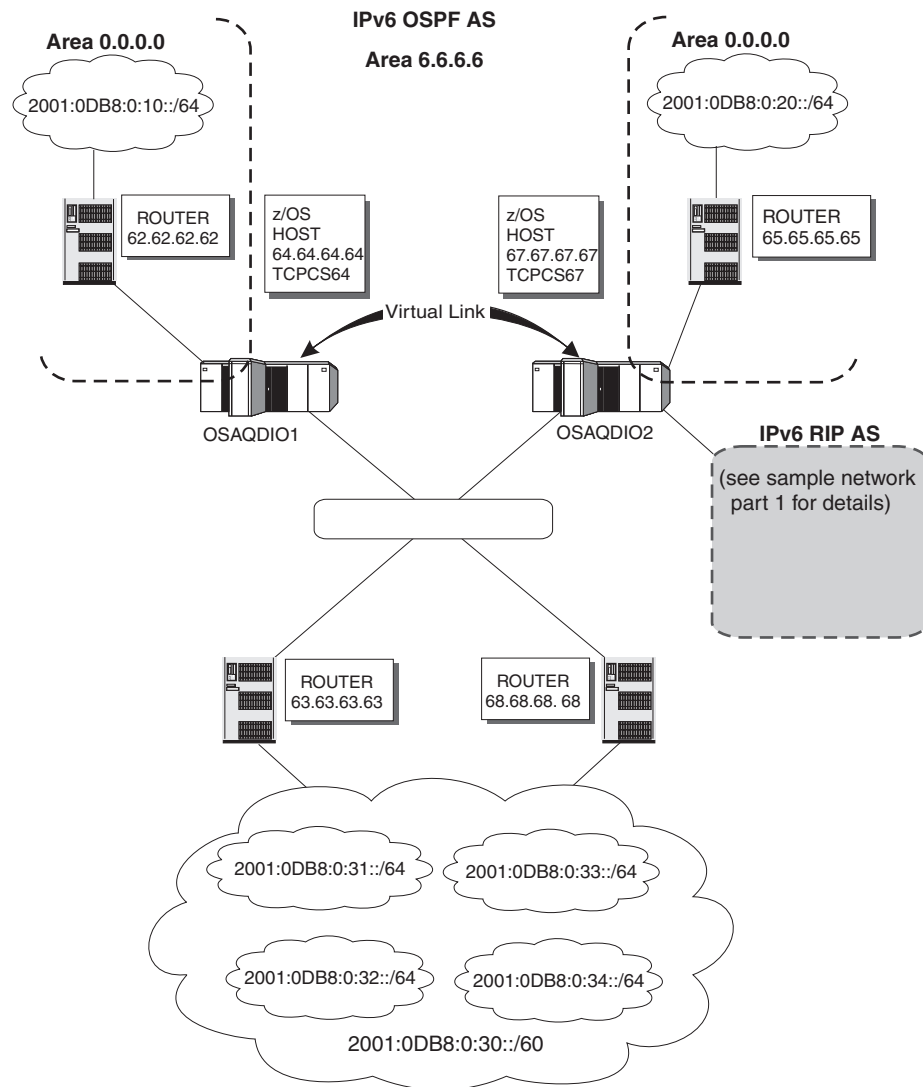 IPv6 OSPF AS
Area 6.6.6.6
Area 0.0.0.0
2001:0DB8:0:10::/64
Area 0.0.0.0
2001:0DB8:0:20::/64
ROUTER
62.62.62.62
z/OS
HOST
64.64.64.64
TCPCS64
z/OS
HOST
67.67.67.67
TCPCS67
ROUTER
65.65.65.65
Virtual Link
OSAQDIO1
OSAQDIO2
IPv6 RIP AS
(see sample network
part 1 for details)
ROUTER
63.63.63.63
ROUTER
68.68.68. 68
2001:0DB8:0:31::/64
2001:0DB8:0:33::/64
2001:0DB8:0:32::/64
2001:0DB8:0:34::/64
2001:0DB8:0:30::/60